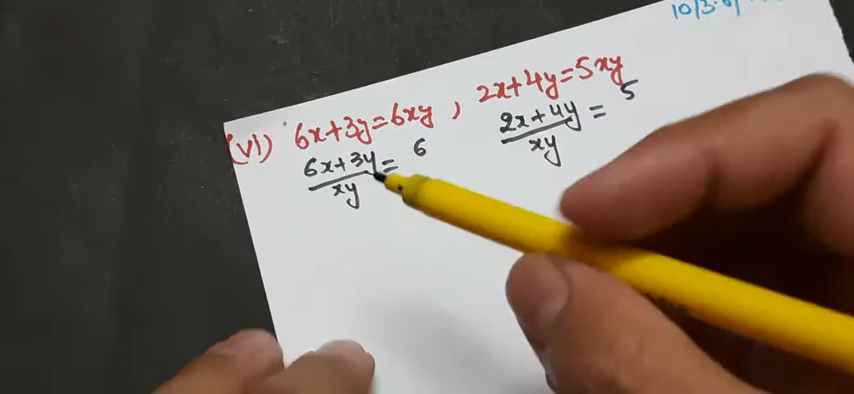 (vi) 6x+3y=6xy, 2x+4y=5xy
6x+3y/xy = 6
2x+4y/xy = 5